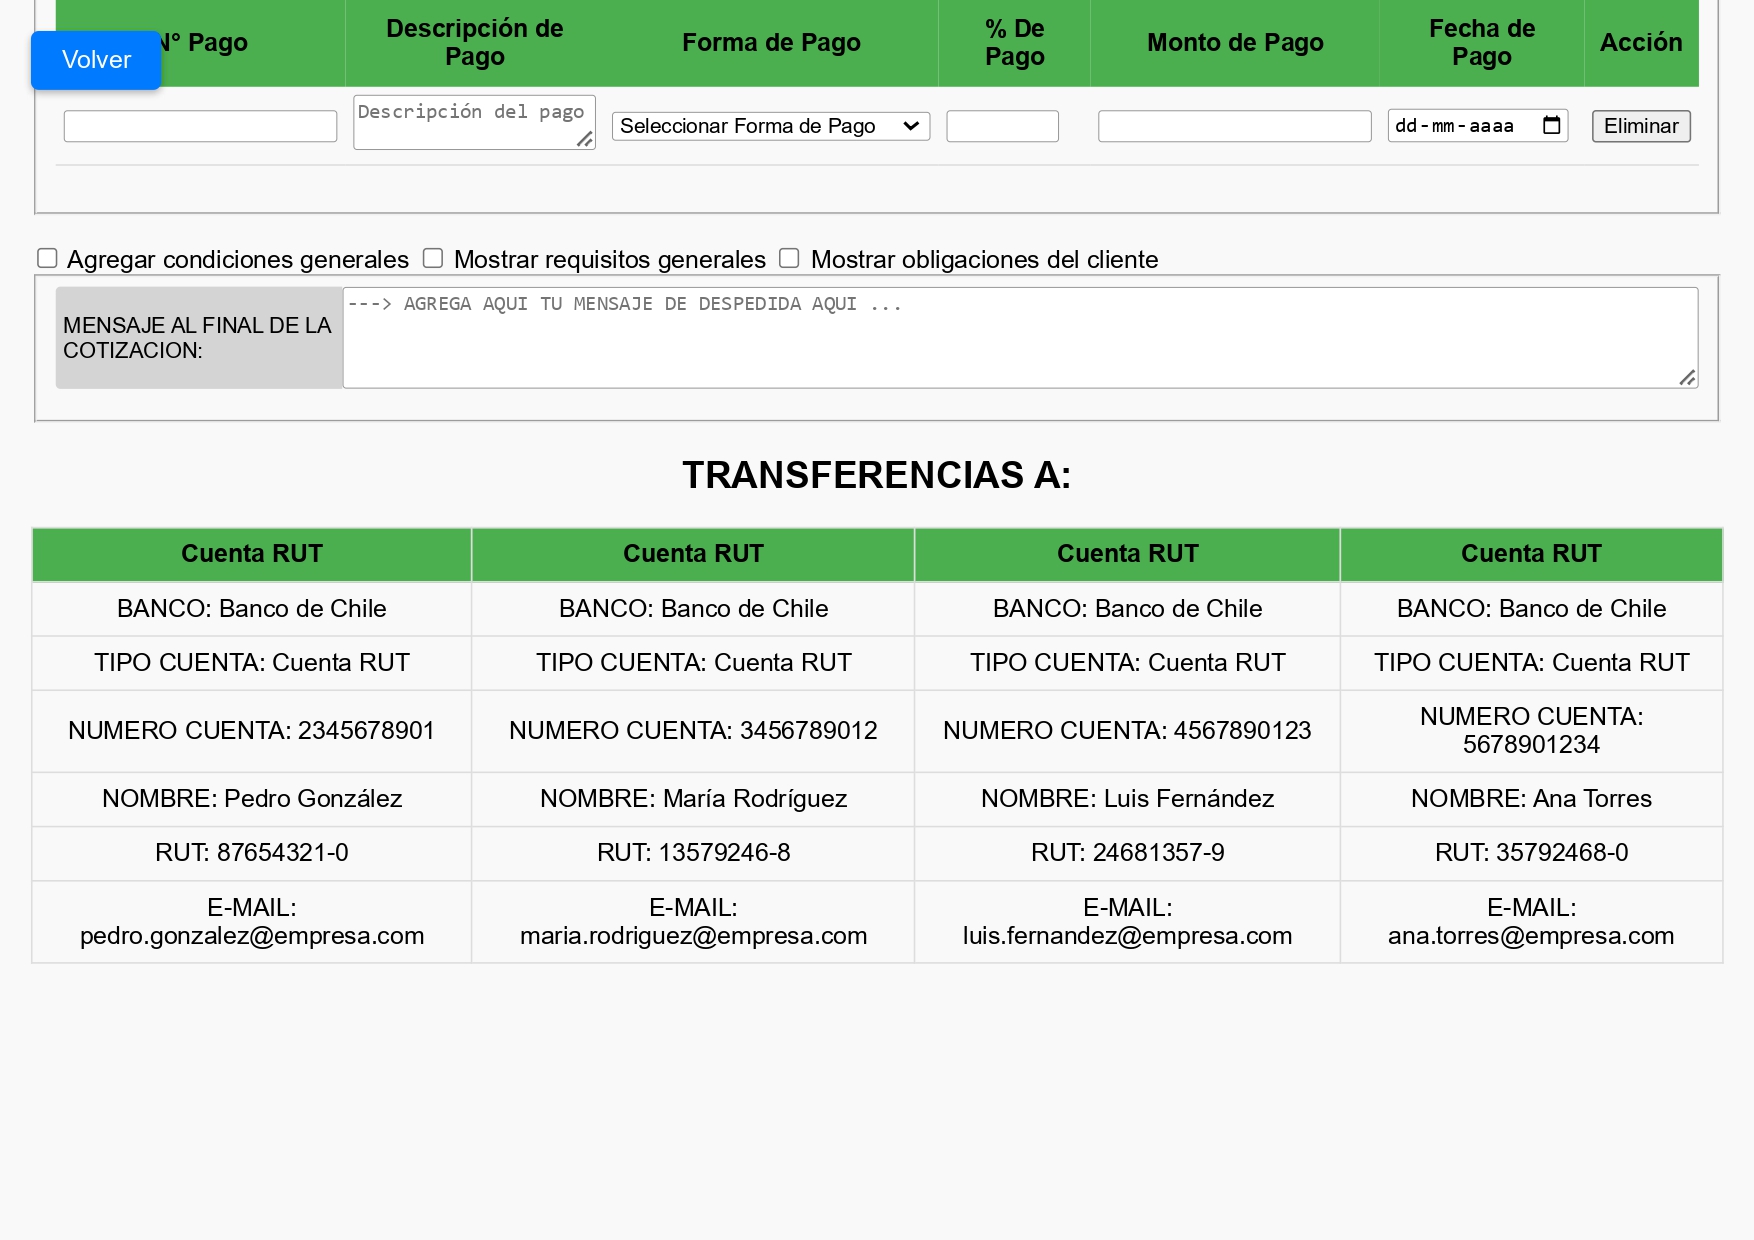 Volver
N° Pago
Descripción de
Pago
Forma de Pago
% De
Pago
Monto de Pago
Fecha de
Pago
Acción
Descripción del pago
Seleccionar Forma de Pago
dd-mm-aaaa
Eliminar
Agregar condiciones generales
Mostrar requisitos generales
Mostrar obligaciones del cliente
MENSAJE AL FINAL DE LA
COTIZACION:
---> AGREGA AQUI TU MENSAJE DE DESPEDIDA AQUI ...
TRANSFERENCIAS A:
Cuenta RUT
Cuenta RUT
Cuenta RUT
Cuenta RUT
BANCO: Banco de Chile
BANCO: Banco de Chile
BANCO: Banco de Chile
BANCO: Banco de Chile
TIPO CUENTA: Cuenta RUT
TIPO CUENTA: Cuenta RUT
TIPO CUENTA: Cuenta RUT
TIPO CUENTA: Cuenta RUT
NUMERO CUENTA: 2345678901
NUMERO CUENTA: 3456789012
NUMERO CUENTA: 4567890123
NUMERO CUENTA:
5678901234
NOMBRE: Pedro González
NOMBRE: María Rodríguez
NOMBRE: Luis Fernández
NOMBRE: Ana Torres
RUT: 87654321-0
RUT: 13579246-8
RUT: 24681357-9
RUT: 35792468-0
E-MAIL:
pedro.gonzalez@empresa.com
E-MAIL:
maria.rodriguez@empresa.com
E-MAIL:
luis.fernandez@empresa.com
E-MAIL:
ana.torres@empresa.com